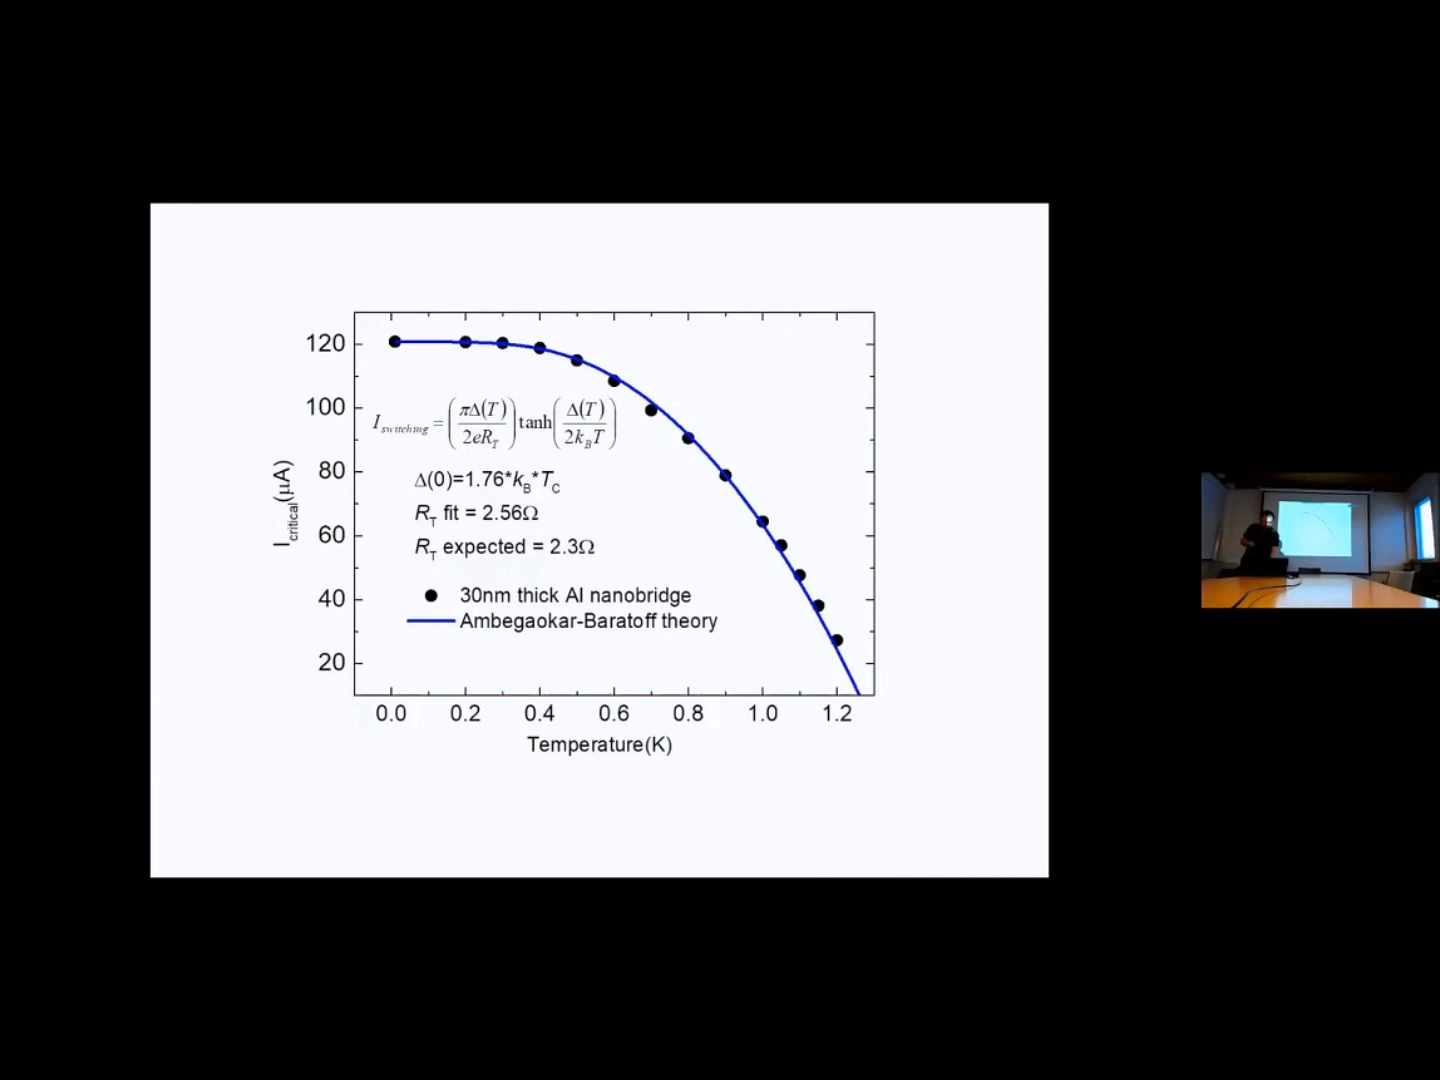 120
100
80
60
40
20
I_critical(μA)
I_switching = (πΔ(T)/2eR_T) tanh(Δ(T)/2k_BT)
Δ(0)=1.76*k_B*T_C
R_T fit = 2.56Ω
R_T expected = 2.3Ω
30nm thick Al nanobridge
Ambegaokar-Baratoff theory
0.0 0.2 0.4 0.6 0.8 1.0 1.2
Temperature(K)